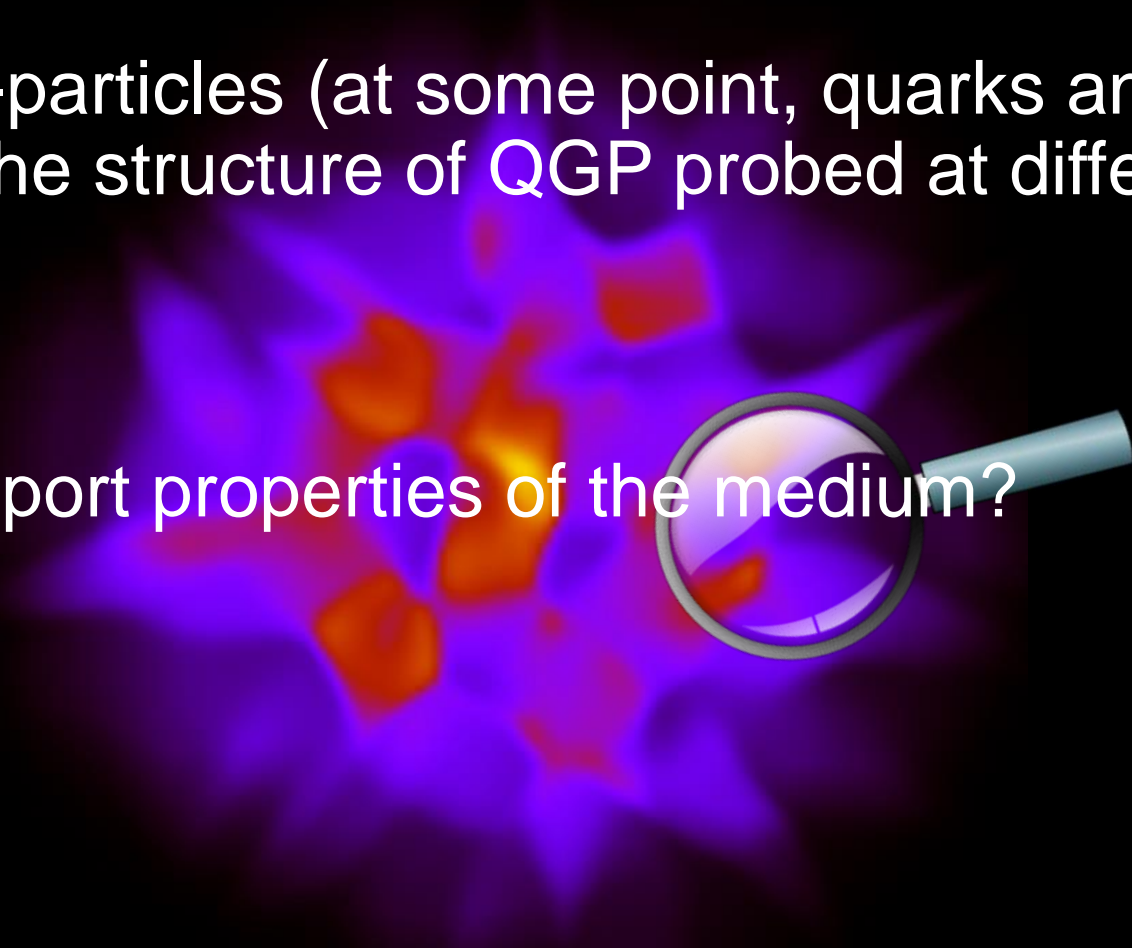 -particles (at some point, quarks ar
he structure of QGP probed at diffe
port properties of the medium?